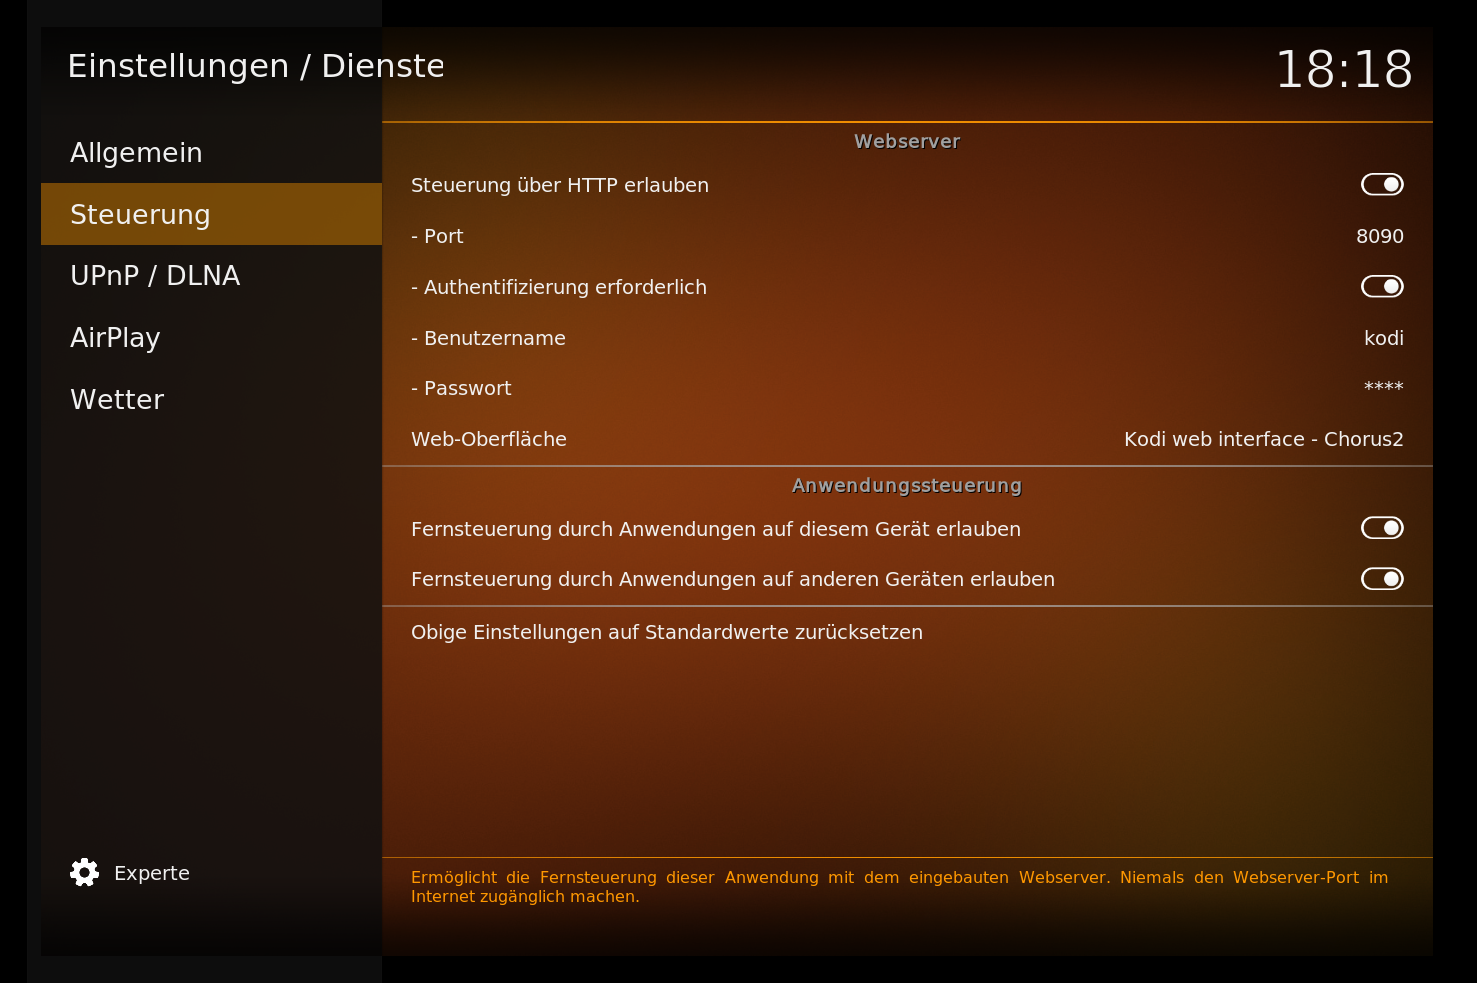 Einstellungen / Dienste
18:18
Allgemein
Steuerung
UPnP / DLNA
AirPlay
Wetter
Experte
Webserver
Steuerung über HTTP erlauben
- Port 8090
- Authentifizierung erforderlich
- Benutzername kodi
- Passwort ****
Web-Oberfläche Kodi web interface - Chorus2
Anwendungssteuerung
Fernsteuerung durch Anwendungen auf diesem Gerät erlauben
Fernsteuerung durch Anwendungen auf anderen Geräten erlauben
Obige Einstellungen auf Standardwerte zurücksetzen
Ermöglicht die Fernsteuerung dieser Anwendung mit dem eingebauten Webserver. Niemals den Webserver-Port im
Internet zugänglich machen.